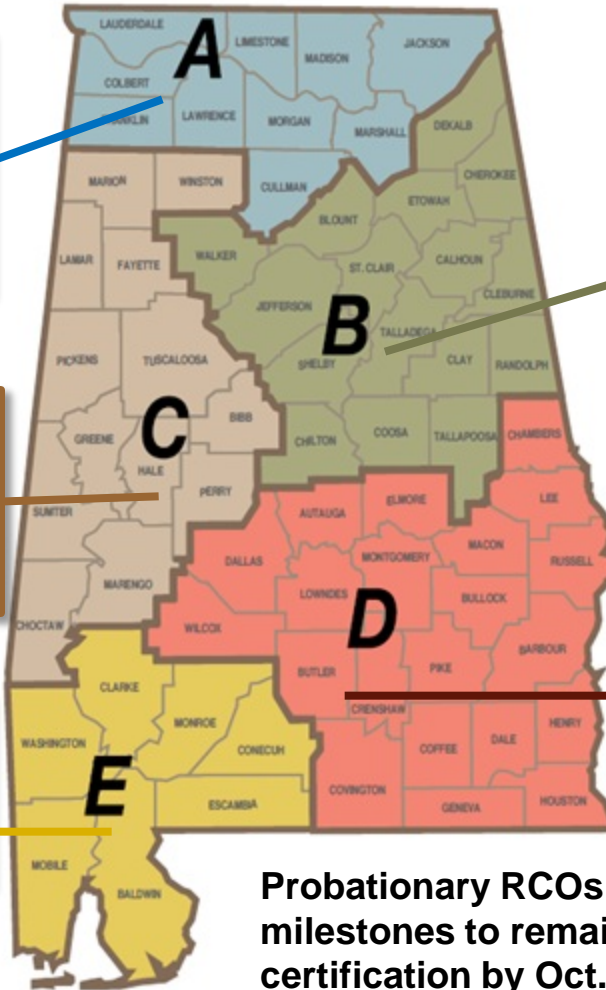 LAUDERDALE
LIMESTONE
MADISON
JACKSON
A
COLBERT
FRANKLIN
LAWRENCE
MORGAN
MARSHALL
DEKALB
CHEROKEE
MARION
WINSTON
CULLMAN
BLOUNT
ETOWAH
LAMAR
FAYETTE
WALKER
ST. CLAIR
CALHOUN
CLEBURNE
JEFFERSON
B
TALLADEGA
PICKENS
TUSCALOOSA
SHELBY
CLAY
RANDOLPH
C
BIBB
GREENE
HALE
CHILTON
COOSA
TALLAPOOSA
CHAMBERS
SUMTER
PERRY
AUTAUGA
ELMORE
LEE
DALLAS
MONTGOMERY
MACON
RUSSELL
MARENGO
LOWNDES
BULLOCK
CHOCTAW
WILCOX
D
BARBOUR
BUTLER
PIKE
CLARKE
CRENSHAW
MONROE
COFFEE
DALE
HENRY
WASHINGTON
CONECUH
E
ESCAMBIA
COVINGTON
GENEVA
HOUSTON
MOBILE
BALDWIN
Probationary RCOs
milestones to remai
certification by Oct.